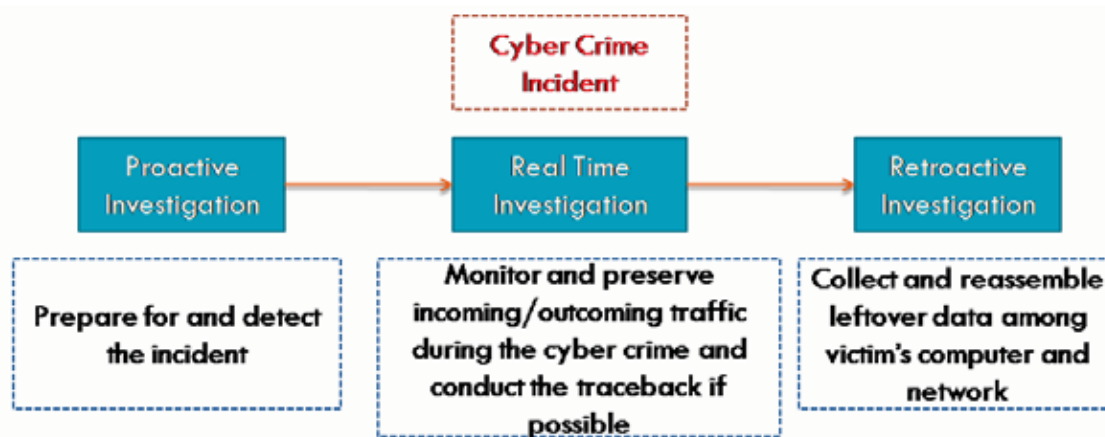 Cyber Crime
Incident
Proactive
Investigation
Real Time
Investigation
Retroactive
Investigation
Prepare for and detect
the incident
Monitor and preserve
incoming/outcoming traffic
during the cyber crime and
conduct the traceback if
possible
Collect and reassemble
leftover data among
victim's computer and
network